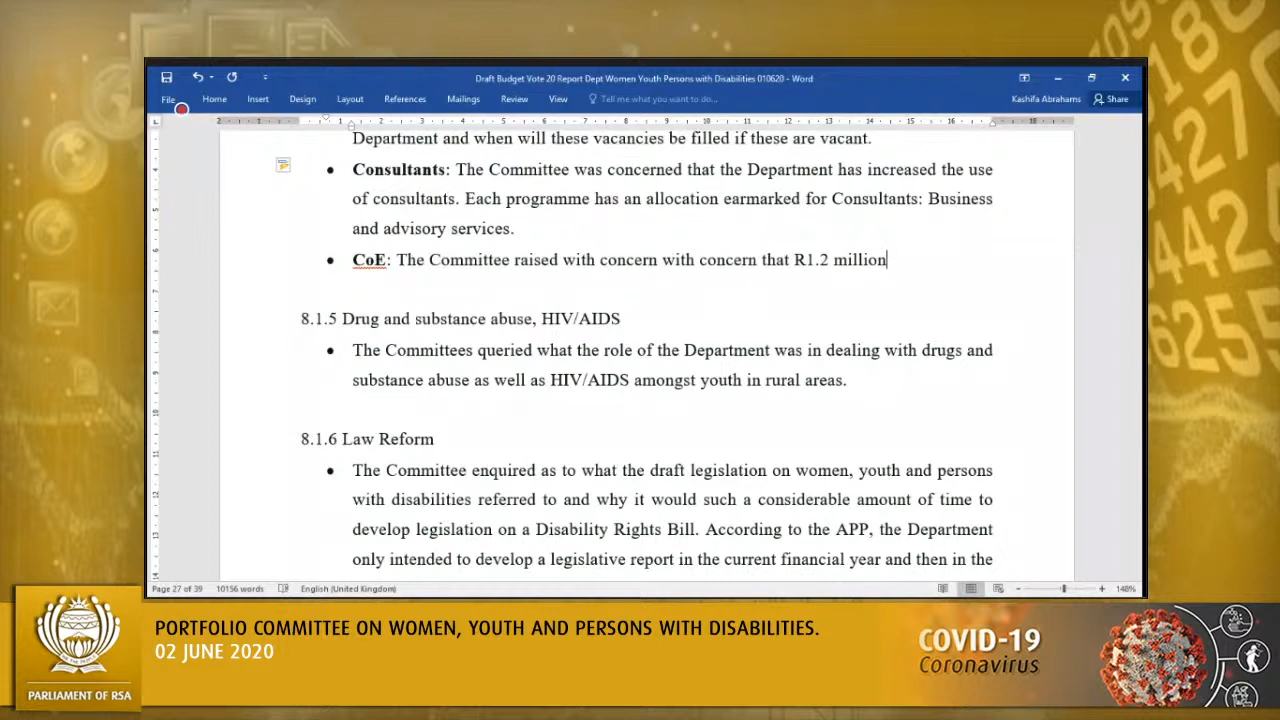 Draft Budget Vote 20 Report Dept Women Youth Persons with Disabilities 010620 - Word
File Home Insert Design Layout References Mailings Review View Tell me what you want to do... Kashifa Abrahams Share
Department and when will these vacancies be filled if these are vacant.
• Consultants: The Committee was concerned that the Department has increased the use
of consultants. Each programme has an allocation earmarked for Consultants: Business
and advisory services.
• CoE: The Committee raised with concern with concern that R1.2 million
8.1.5 Drug and substance abuse, HIV/AIDS
• The Committees queried what the role of the Department was in dealing with drugs and
substance abuse as well as HIV/AIDS amongst youth in rural areas.
8.1.6 Law Reform
• The Committee enquired as to what the draft legislation on women, youth and persons
with disabilities referred to and why it would such a considerable amount of time to
develop legislation on a Disability Rights Bill. According to the APP, the Department
only intended to develop a legislative report in the current financial year and then in the
Page 27 of 39 10156 words English (United Kingdom) 148%
PORTFOLIO COMMITTEE ON WOMEN, YOUTH AND PERSONS WITH DISABILITIES.
02 JUNE 2020
PARLIAMENT OF RSA
COVID-19
Coronavirus